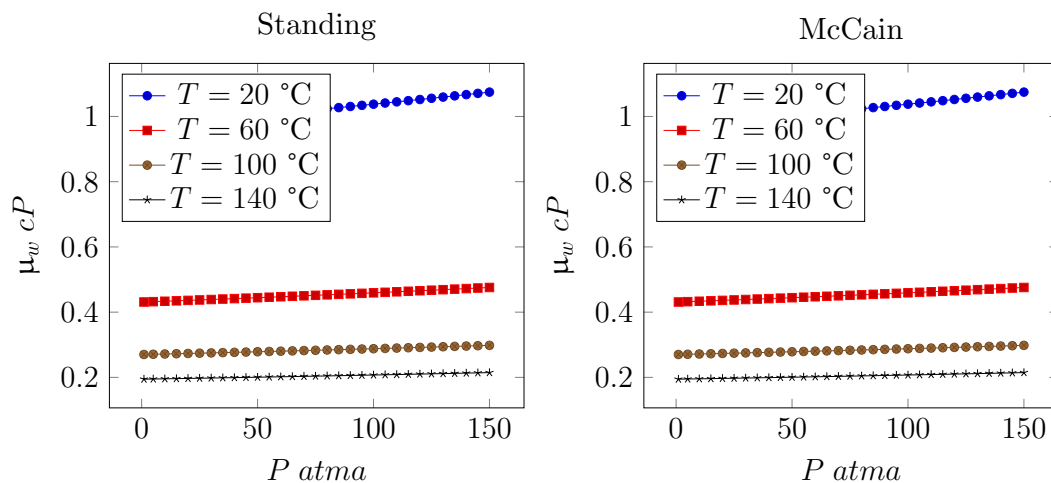 Standing
T = 20 °C
T = 60 °C
T = 100 °C
T = 140 °C
1
0.8
0.6
0.4
0.2
0 50 100 150
P atma
μw cP
McCain
T = 20 °C
T = 60 °C
T = 100 °C
T = 140 °C
1
0.8
0.6
0.4
0.2
0 50 100 150
P atma
μw cP